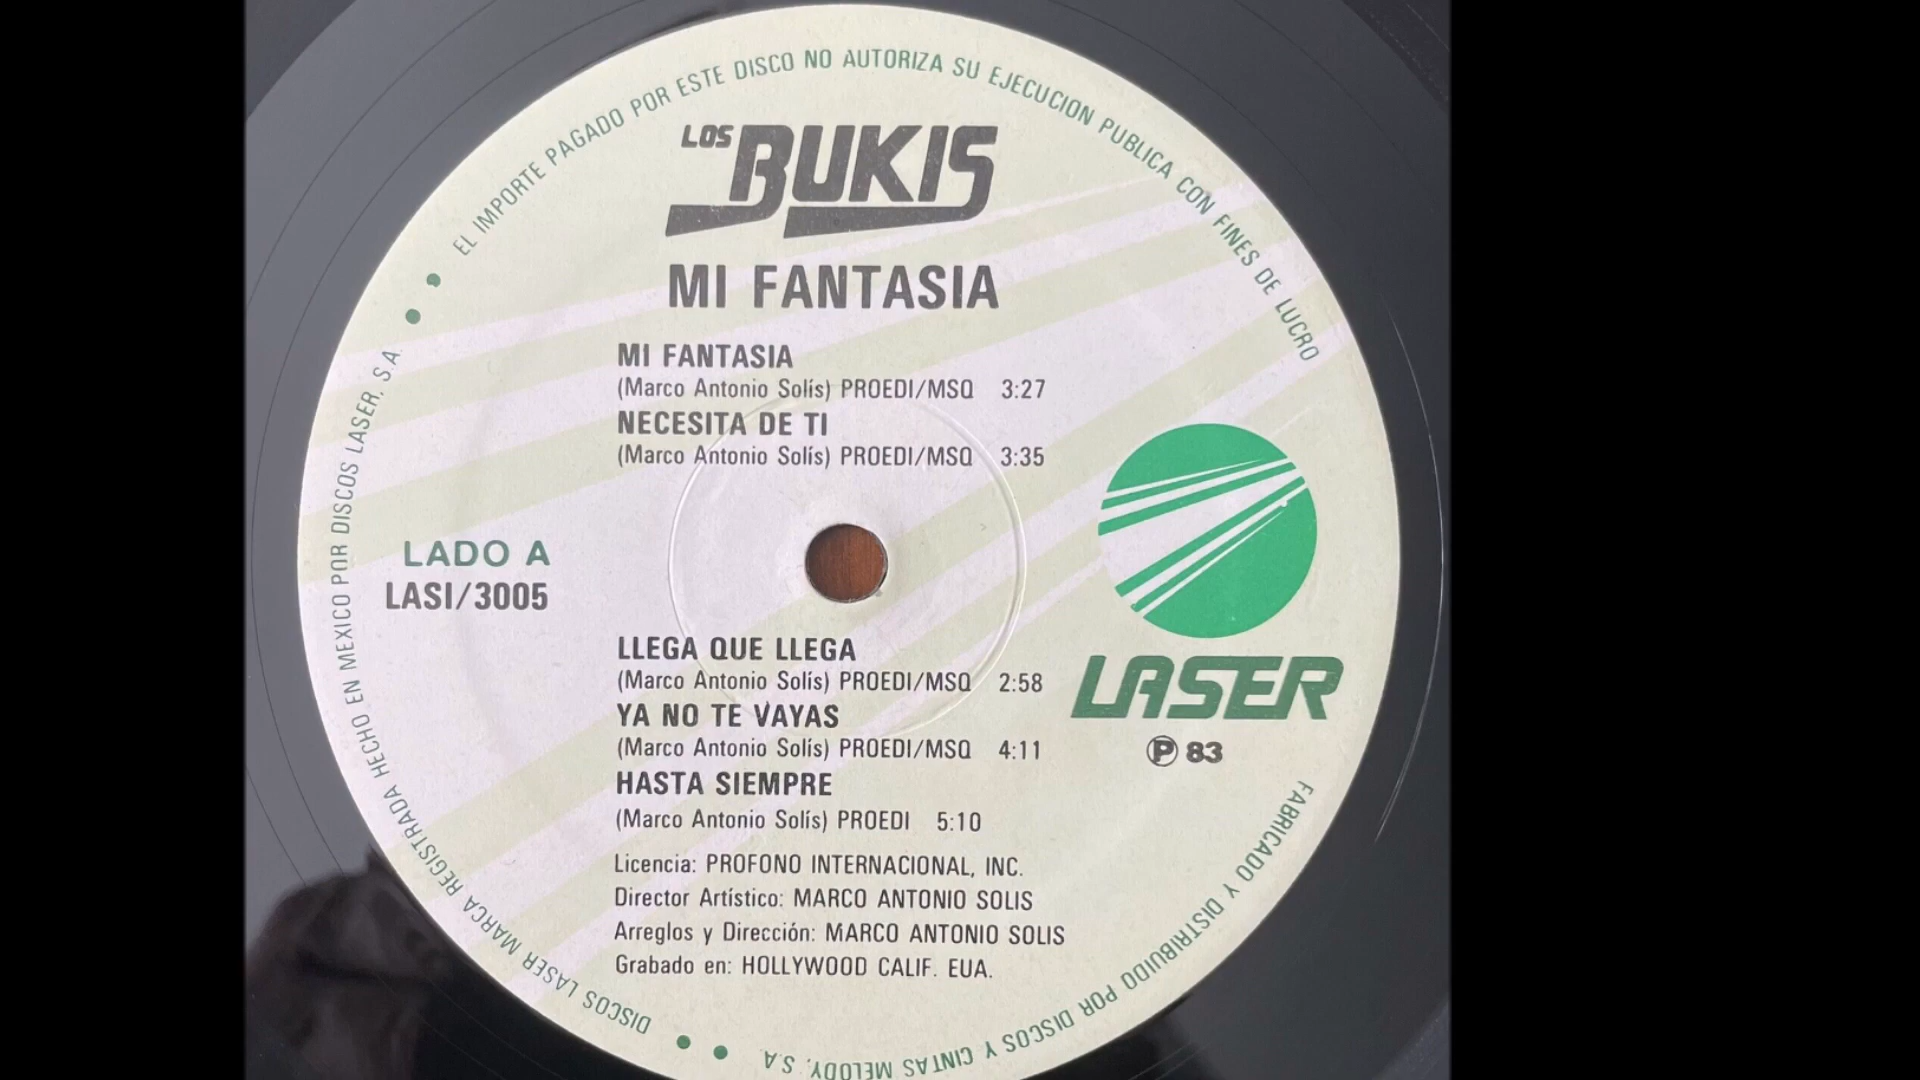 EL IMPORTE PAGADO POR ESTE DISCO NO AUTORIZA SU EJECUCION PUBLICA CON FINES DE LUCRO
LOS BUKIS
MI FANTASIA
MI FANTASIA
(Marco Antonio Solís) PROEDI/MSQ 3:27
NECESITA DE TI
(Marco Antonio Solís) PROEDI/MSQ 3:35
LADO A
LASI/3005
LLEGA QUE LLEGA
(Marco Antonio Solís) PROEDI/MSQ 2:58
YA NO TE VAYAS
(Marco Antonio Solís) PROEDI/MSQ 4:11
HASTA SIEMPRE
(Marco Antonio Solís) PROEDI 5:10
LASER
Ⓟ 83
Licencia: PROFONO INTERNACIONAL, INC.
Director Artístico: MARCO ANTONIO SOLIS
Arreglos y Dirección: MARCO ANTONIO SOLIS
Grabado en: HOLLYWOOD CALIF. EUA.
DISCOS LASER MARCA REGISTRADA HECHO EN MEXICO POR DISCOS LASER, S.A.
FABRICADO Y DISTRIBUIDO POR DISCOS Y CINTAS MELODY, S.A.